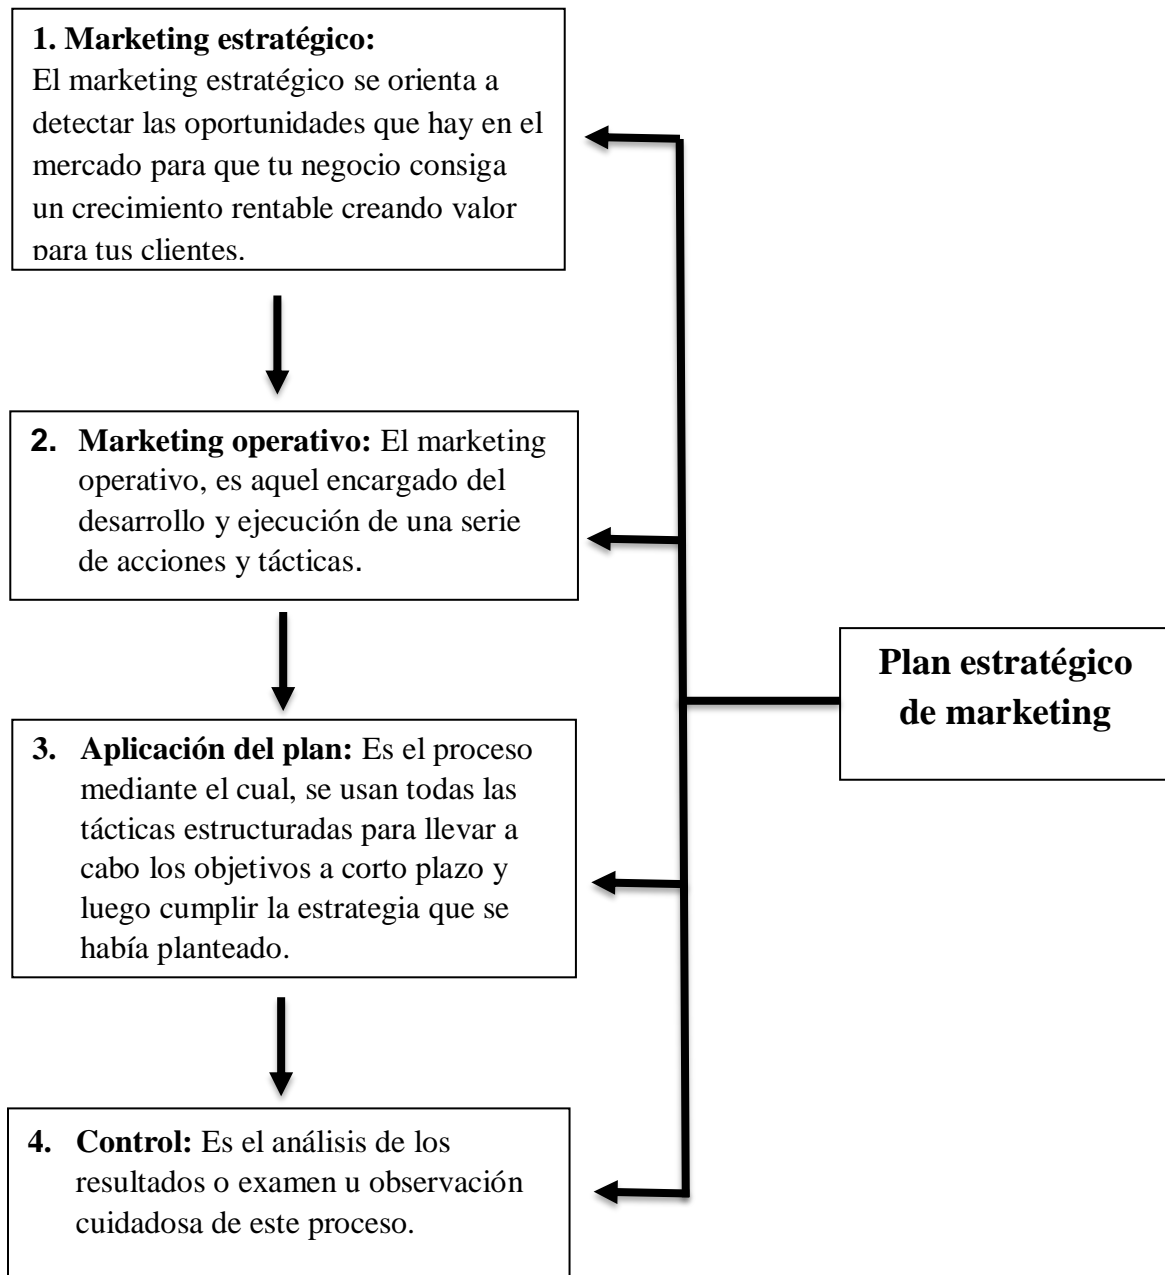 1. Marketing estratégico:
El marketing estratégico se orienta a
detectar las oportunidades que hay en el
mercado para que tu negocio consiga
un crecimiento rentable creando valor
para tus clientes.
2. Marketing operativo: El marketing
operativo, es aquel encargado del
desarrollo y ejecución de una serie
de acciones y tácticas.
Plan estratégico
de marketing
3. Aplicación del plan: Es el proceso
mediante el cual, se usan todas las
tácticas estructuradas para llevar a
cabo los objetivos a corto plazo y
luego cumplir la estrategia que se
había planteado.
4. Control: Es el análisis de los
resultados o examen u observación
cuidadosa de este proceso.